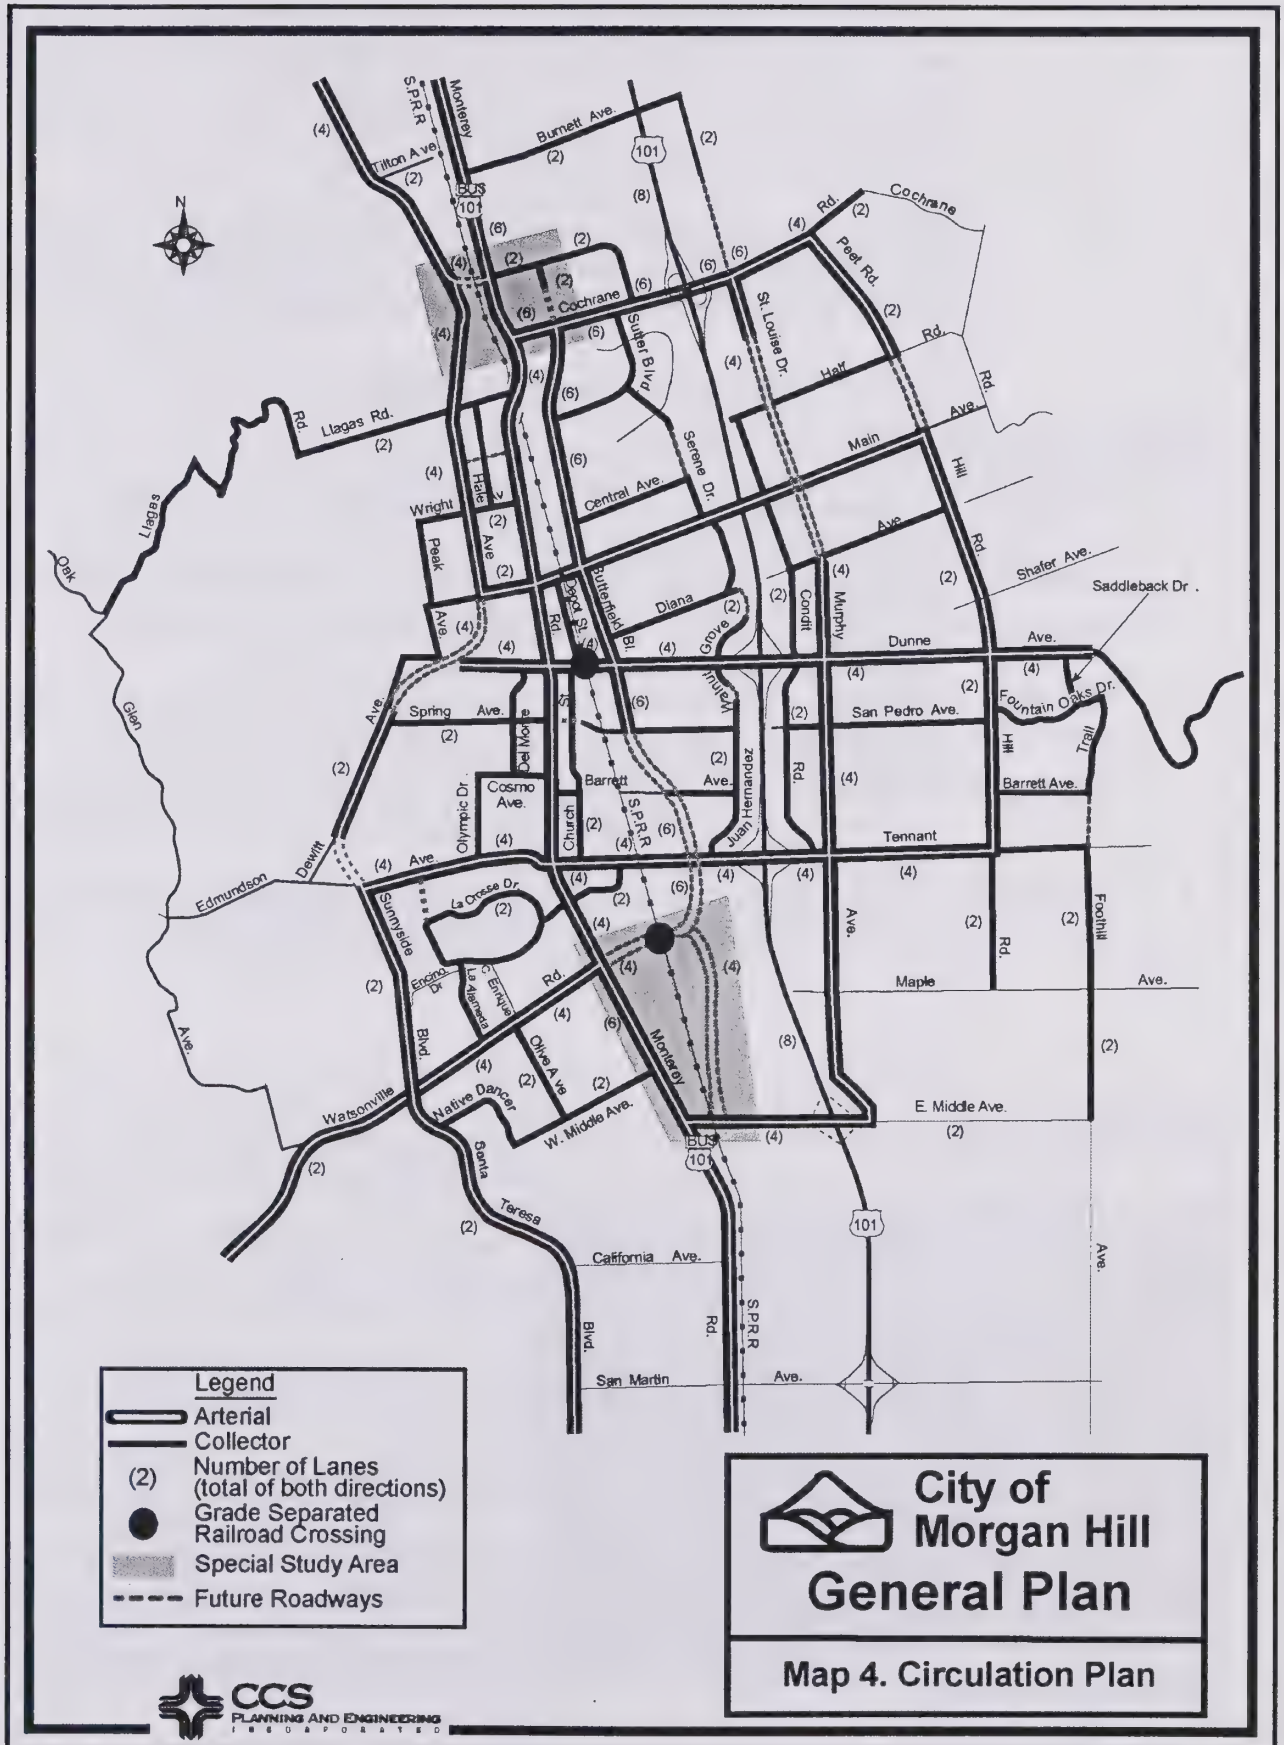 S.P.R.R
Monterey
(4)
Tilton Ave
(2)
Burnett Ave.
(2)
101
(2)
(8)
N
BUS
101
(6)
(2)
(4)
(2)
(2)
(6)
Cochrane
(6)
(6)
(6)
(6)
(4)
Rd.
(2)
Cochrane
Peet Rd.
(2)
St. Louise Dr.
(4)
(4)
(4)
(6)
Sutter Blvd
Half
Rd.
Rd.
Ave.
Main
Llagas Rd.
(2)
Rd.
(4)
Hale
Av
(6)
Serene Dr.
Central Ave.
Hill
Llagas
Wright
(2)
Peak
Ave
(2)
Ave.
Rd.
(2)
Shafer Ave.
Saddleback Dr .
Oak
Ave.
(4)
Rd.
Depot St.
Butterfield Bl.
Diana
(2)
(2)
Condit
(4)
Murphy
Dunne
Ave.
(4)
(4)
(4)
(4)
(4)
Grove
Walnut
(2)
Fountain Oaks Dr.
Glen
Ave.
Spring Ave.
(2)
Del Monte
St.
(6)
(2)
San Pedro Ave.
Hill
Trail
(2)
(2)
Juan Hernandez
Rd.
(4)
Barrett Ave.
Barrett Ave.
Olympic Dr
Cosmo
Ave.
Church
(2)
S.P.R.R
(6)
(4)
(4)
Tennant
Dewitt
(4)
Ave.
(4)
(4)
(4)
(4)
Edmundson
Sunnyside
La Crosse Dr.
(2)
(2)
(6)
(4)
Ave.
(2)
Rd.
(2)
Foothill
(2)
Encino
Dr
La Alameda
C. Enrique
Rd.
(4)
(4)
(4)
Maple
Ave.
Ave.
Blvd.
(6)
(8)
(2)
(4)
Olive Ave
(2)
(2)
Monterey
Watsonville
Native Dancer
W. Middle Ave.
E. Middle Ave.
(2)
(4)
BUS
101
(2)
Santa
Teresa
(2)
101
California Ave.
Ave.
Blvd.
Rd.
S.P.R.R
San Martin
Ave.
Legend
Arterial
Collector
(2)
Number of Lanes
(total of both directions)
Grade Separated
Railroad Crossing
Special Study Area
Future Roadways
City of
Morgan Hill
General Plan
Map 4. Circulation Plan
CCS
PLANNING AND ENGINEERING
INCORPORATED